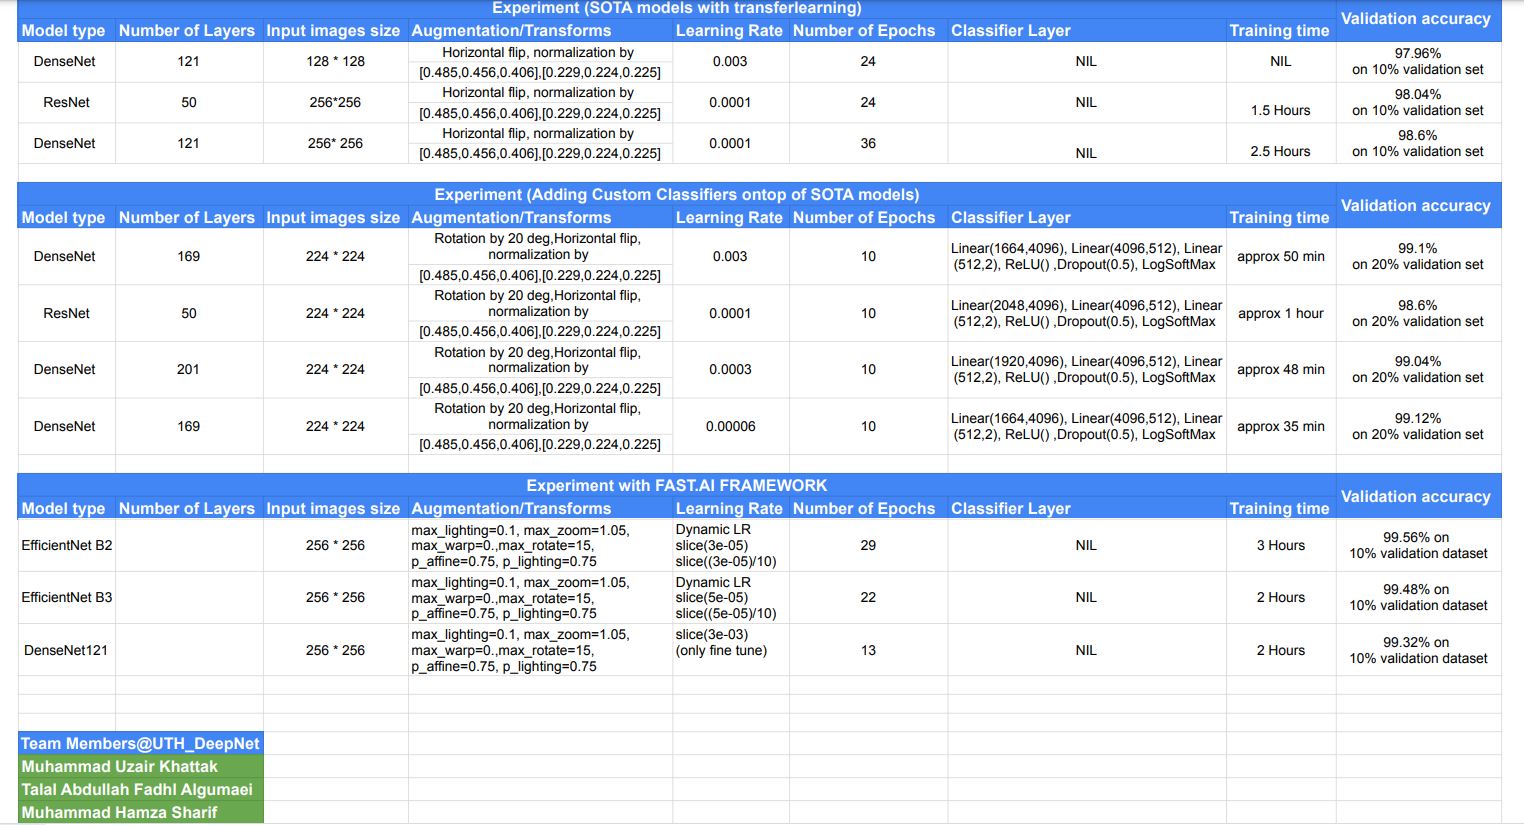 Experiment (SOTA models with transferlearning)
Validation accuracy
Model type Number of Layers Input images size Augmentation/Transforms Learning Rate Number of Epochs Classifier Layer Training time
DenseNet 121 128 * 128 Horizontal flip, normalization by 0.003 24 NIL NIL 97.96%
[0.485,0.456,0.406],[0.229,0.224,0.225] on 10% validation set
ResNet 50 256*256 Horizontal flip, normalization by 0.0001 24 NIL 98.04%
[0.485,0.456,0.406],[0.229,0.224,0.225] 1.5 Hours on 10% validation set
DenseNet 121 256* 256 Horizontal flip, normalization by 0.0001 36 98.6%
[0.485,0.456,0.406],[0.229,0.224,0.225] NIL 2.5 Hours on 10% validation set
Experiment (Adding Custom Classifiers ontop of SOTA models)
Validation accuracy
Model type Number of Layers Input images size Augmentation/Transforms Learning Rate Number of Epochs Classifier Layer Training time
DenseNet 169 224 * 224 Rotation by 20 deg,Horizontal flip, 0.003 10 Linear(1664,4096), Linear(4096,512), Linear approx 50 min 99.1%
normalization by (512,2), ReLU() ,Dropout(0.5), LogSoftMax on 20% validation set
[0.485,0.456,0.406],[0.229,0.224,0.225]
ResNet 50 224 * 224 Rotation by 20 deg,Horizontal flip, 0.0001 10 Linear(2048,4096), Linear(4096,512), Linear approx 1 hour 98.6%
normalization by (512,2), ReLU() ,Dropout(0.5), LogSoftMax on 20% validation set
[0.485,0.456,0.406],[0.229,0.224,0.225]
DenseNet 201 224 * 224 Rotation by 20 deg,Horizontal flip, 0.0003 10 Linear(1920,4096), Linear(4096,512), Linear approx 48 min 99.04%
normalization by (512,2), ReLU() ,Dropout(0.5), LogSoftMax on 20% validation set
[0.485,0.456,0.406],[0.229,0.224,0.225]
DenseNet 169 224 * 224 Rotation by 20 deg,Horizontal flip, 0.00006 10 Linear(1664,4096), Linear(4096,512), Linear approx 35 min 99.12%
normalization by (512,2), ReLU() ,Dropout(0.5), LogSoftMax on 20% validation set
[0.485,0.456,0.406],[0.229,0.224,0.225]
Experiment with FAST.AI FRAMEWORK
Validation accuracy
Model type Number of Layers Input images size Augmentation/Transforms Learning Rate Number of Epochs Classifier Layer Training time
EfficientNet B2 256 * 256 max_lighting=0.1, max_zoom=1.05, Dynamic LR 29 NIL 3 Hours 99.56% on
max_warp=0.,max_rotate=15, slice(3e-05) 10% validation dataset
p_affine=0.75, p_lighting=0.75 slice((3e-05)/10)
EfficientNet B3 256 * 256 max_lighting=0.1, max_zoom=1.05, Dynamic LR 22 NIL 2 Hours 99.48% on
max_warp=0.,max_rotate=15, slice(5e-05) 10% validation dataset
p_affine=0.75, p_lighting=0.75 slice((5e-05)/10)
DenseNet121 256 * 256 max_lighting=0.1, max_zoom=1.05, slice(3e-03) 13 NIL 2 Hours 99.32% on
max_warp=0.,max_rotate=15, (only fine tune) 10% validation dataset
p_affine=0.75, p_lighting=0.75
Team Members@UTH_DeepNet
Muhammad Uzair Khattak
Talal Abdullah Fadhl Algumaei
Muhammad Hamza Sharif